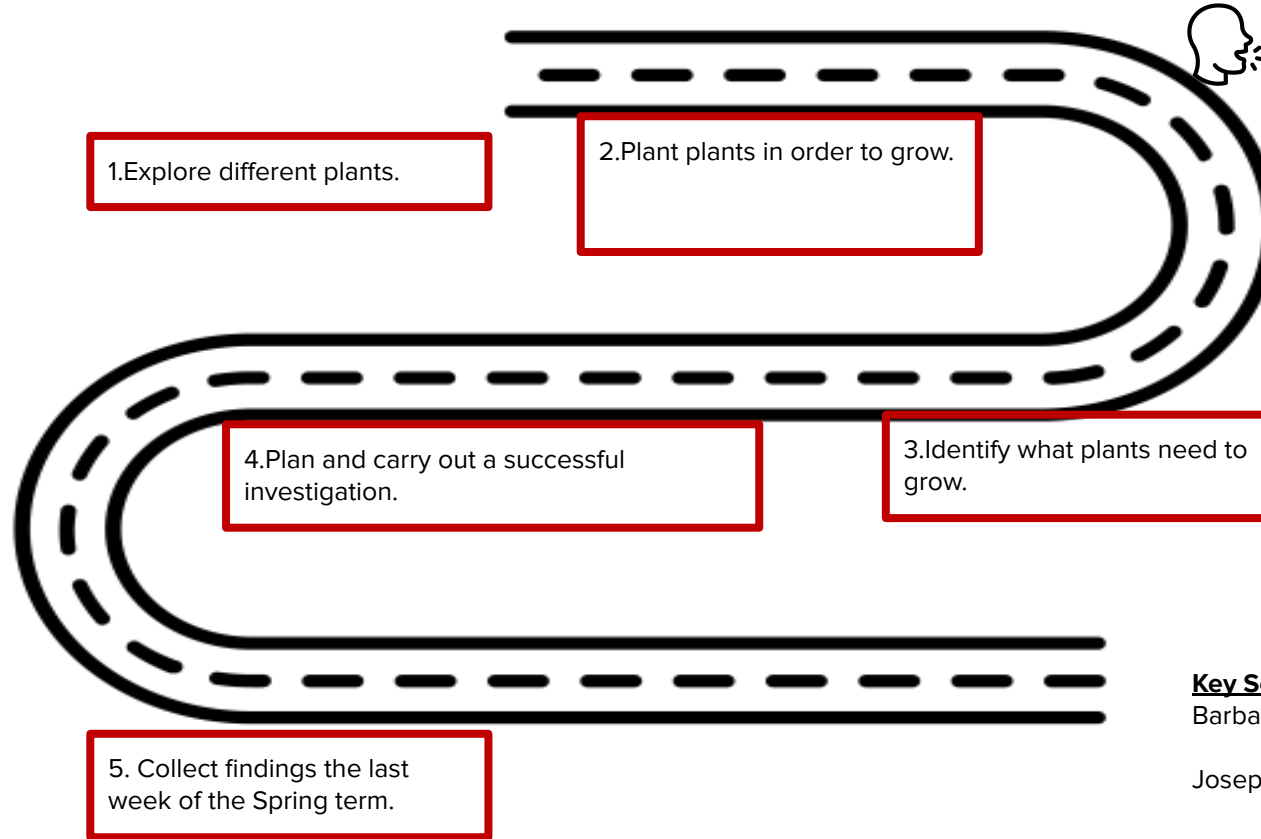 1.Explore different plants.
2.Plant plants in order to grow.
3.Identify what plants need to
grow.
4.Plan and carry out a successful
investigation.
5. Collect findings the last
week of the Spring term.
Key